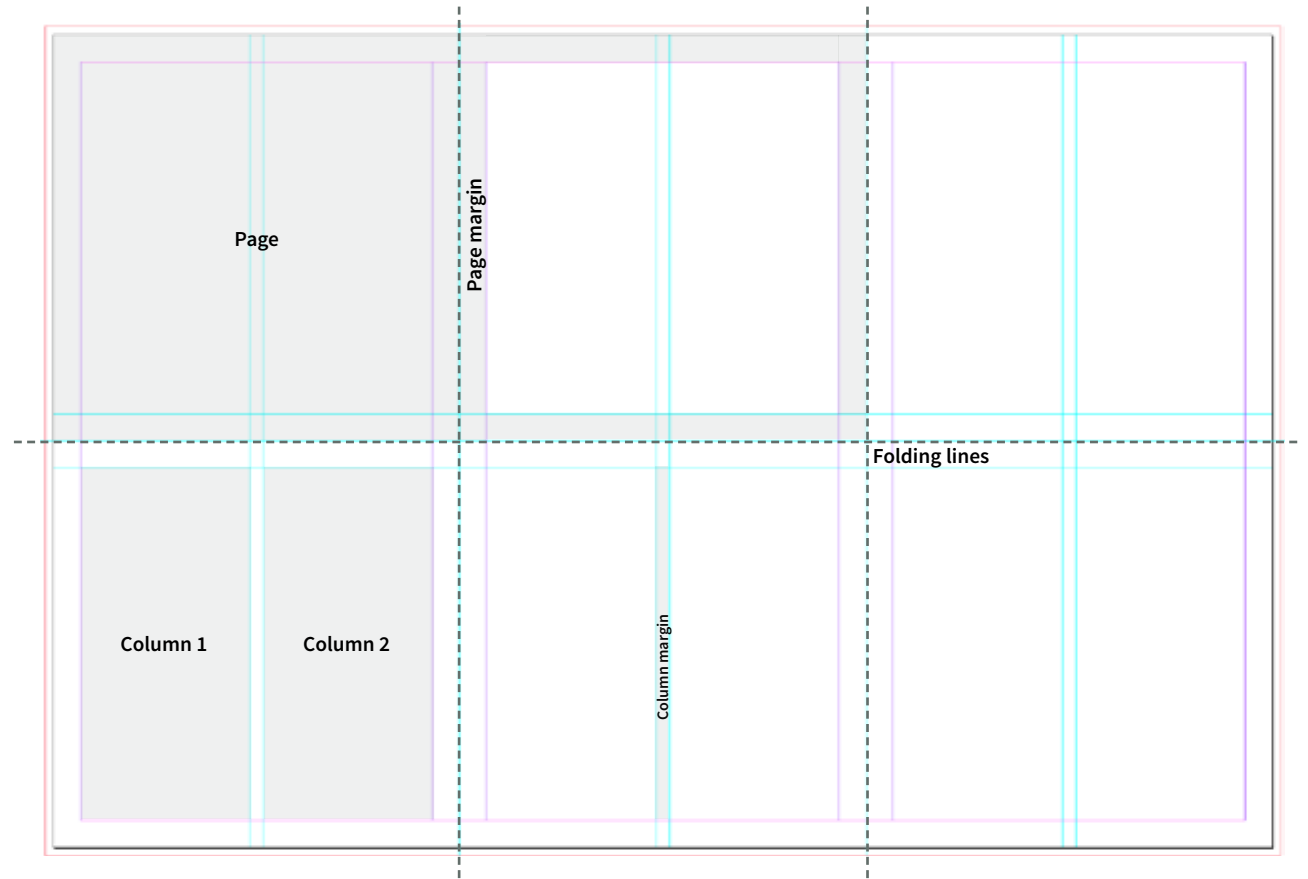 Page
Page margin
Folding lines
Column 1
Column 2
Column margin